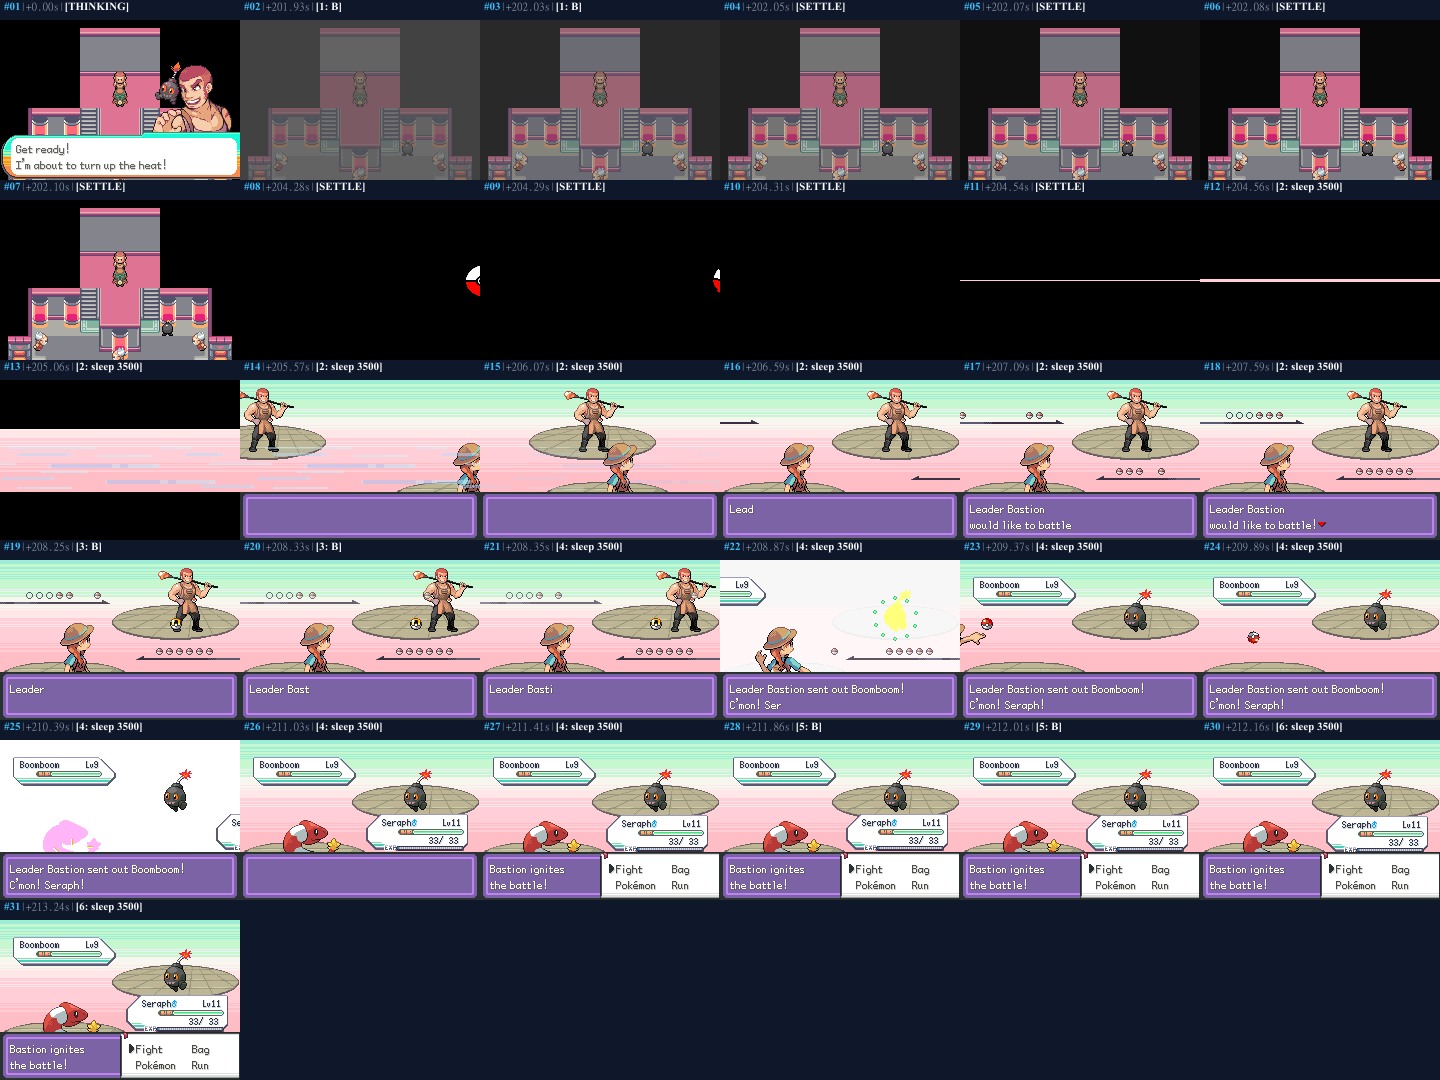 #01 | +0.00s | [THINKING]
#02 | +201.93s | [1: B]
#03 | +202.03s | [1: B]
#04 | +202.05s | [SETTLE]
#05 | +202.07s | [SETTLE]
#06 | +202.08s | [SETTLE]
Get ready!
I'm about to turn up the heat!
#07 | +202.10s | [SETTLE]
#08 | +204.28s | [SETTLE]
#09 | +204.29s | [SETTLE]
#10 | +204.31s | [SETTLE]
#11 | +204.54s | [SETTLE]
#12 | +204.56s | [2: sleep 3500]
#13 | +205.06s | [2: sleep 3500]
#14 | +205.57s | [2: sleep 3500]
#15 | +206.07s | [2: sleep 3500]
#16 | +206.59s | [2: sleep 3500]
#17 | +207.09s | [2: sleep 3500]
#18 | +207.59s | [2: sleep 3500]
Lead
Leader Bastion
would like to battle
Leader Bastion
would like to battle!
#19 | +208.25s | [3: B]
#20 | +208.33s | [3: B]
#21 | +208.35s | [4: sleep 3500]
#22 | +208.87s | [4: sleep 3500]
#23 | +209.37s | [4: sleep 3500]
#24 | +209.89s | [4: sleep 3500]
Leader
Leader Bast
Leader Basti
Lv9
Leader Bastion sent out Boomboom!
C'mon! Ser
Boomboom Lv9
Leader Bastion sent out Boomboom!
C'mon! Seraph!
Boomboom Lv9
Leader Bastion sent out Boomboom!
C'mon! Seraph!
#25 | +210.39s | [4: sleep 3500]
#26 | +211.03s | [4: sleep 3500]
#27 | +211.41s | [4: sleep 3500]
#28 | +211.86s | [5: B]
#29 | +212.01s | [5: B]
#30 | +212.16s | [6: sleep 3500]
Boomboom Lv9
Se
Leader Bastion sent out Boomboom!
C'mon! Seraph!
Boomboom Lv9
Seraph♂ Lv11
33/ 33
EXP
Boomboom Lv9
Seraph♂ Lv11
33/ 33
EXP
Bastion ignites
the battle!
Fight Bag
Pokémon Run
Boomboom Lv9
Seraph♂ Lv11
33/ 33
EXP
Bastion ignites
the battle!
Fight Bag
Pokémon Run
Boomboom Lv9
Seraph♂ Lv11
33/ 33
EXP
Bastion ignites
the battle!
Fight Bag
Pokémon Run
Boomboom Lv9
Seraph♂ Lv11
33/ 33
EXP
Bastion ignites
the battle!
Fight Bag
Pokémon Run
#31 | +213.24s | [6: sleep 3500]
Boomboom Lv9
Seraph♂ Lv11
33/ 33
EXP
Bastion ignites
the battle!
Fight Bag
Pokémon Run